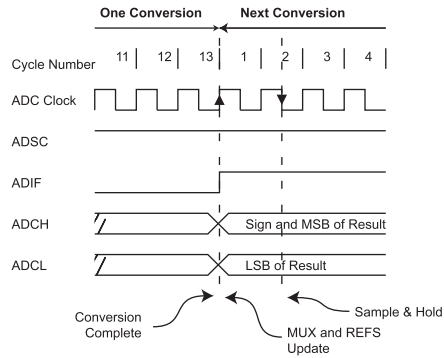 One Conversion Next Conversion
Cycle Number 11 12 13 1 2 3 4
ADC Clock
ADSC
ADIF
ADCH Sign and MSB of Result
ADCL LSB of Result
Conversion
Complete
MUX and REFS
Update
Sample & Hold